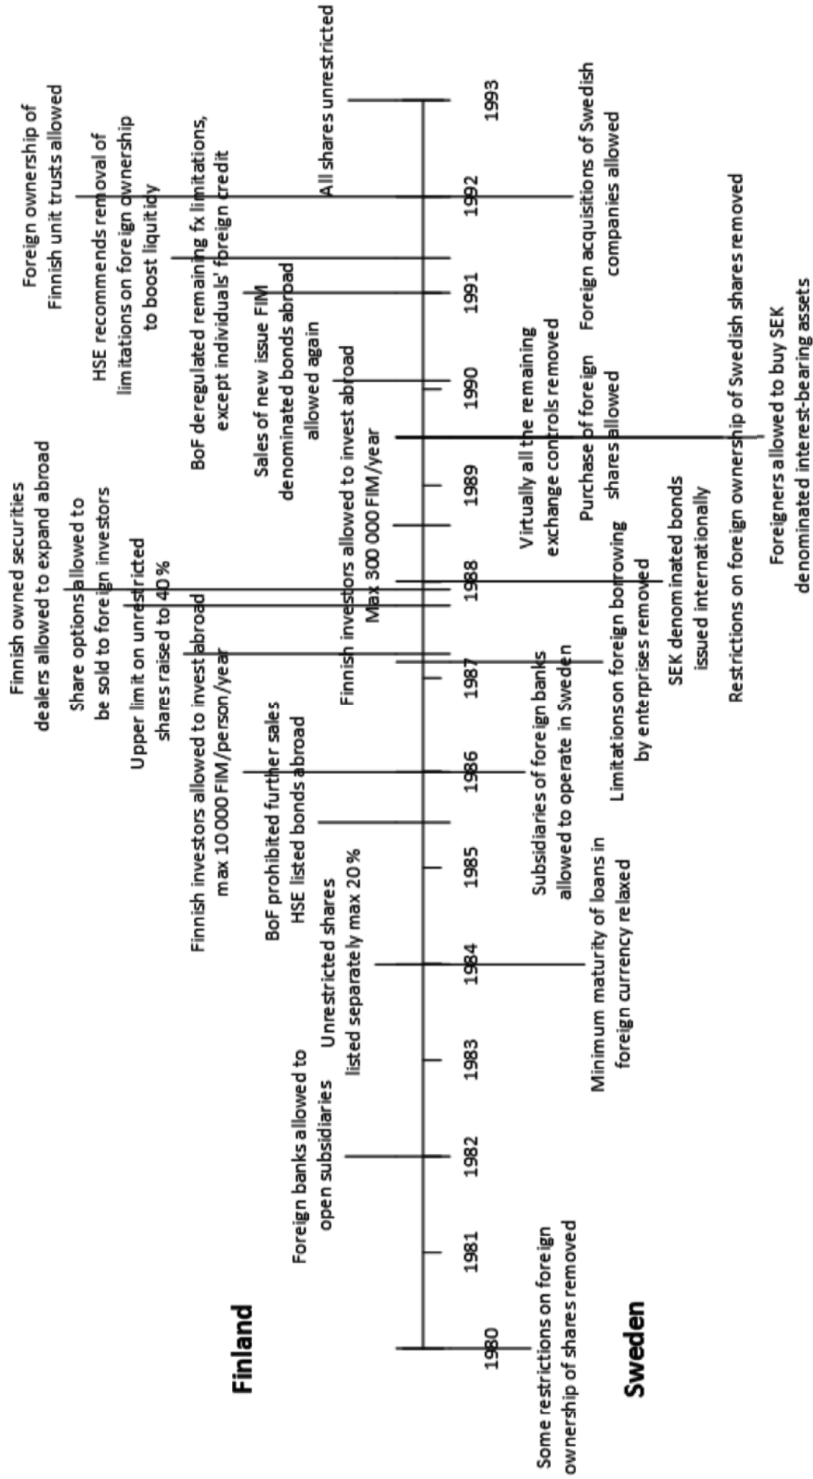 Finland
Foreign banks allowed to
open subsidiaries
Unrestricted shares
listed separately max 20 %
BoF prohibited further sales
HSE listed bonds abroad
Finnish investors allowed to invest abroad
max 10 000 FIM/person/year
Upper limit on unrestricted
shares raised to 40 %
Share options allowed to
be sold to foreign investors
Finnish owned securities
dealers allowed to expand abroad
Finnish investors allowed to invest abroad
Max 300 000 FIM/year
Sales of new issue FIM
denominated bonds abroad
allowed again
BoF deregulated remaining fx limitations,
except individuals' foreign credit
HSE recommends removal of
limitations on foreign ownership
to boost liquiticy
Foreign ownership of
Finnish unit trusts allowed
All shares unrestricted
1980
1981
1982
1983
1984
1985
1986
1987
1988
1989
1990
1991
1992
1993
Sweden
Some restrictions on foreign
ownership of shares removed
Minimum maturity of loans in
foreign currency relaxed
Subsidiaries of foreign banks
allowed to operate in Sweden
Limitations on foreign borrowing
by enterprises removed
SEK denominated bonds
issued internationally
Virtually all the remaining
exchange controls removed
Purchase of foreign
shares allowed
Restrictions on foreign ownership of Swedish shares removed
Foreigners allowed to buy SEK
denominated interest-bearing assets
Foreign acquisitions of Swedish
companies allowed